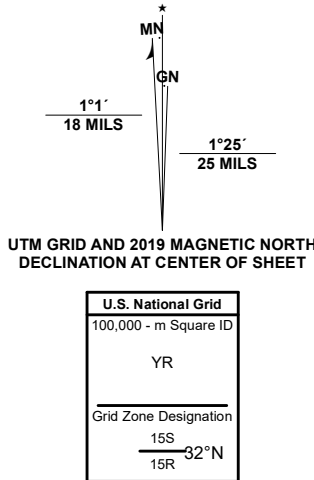 ★
MN
GN
1°1´
18 MILS
1°25´
25 MILS
UTM GRID AND 2019 MAGNETIC NORTH
DECLINATION AT CENTER OF SHEET
U.S. National Grid
100,000 - m Square ID
YR
Grid Zone Designation
15S
32°N
15R